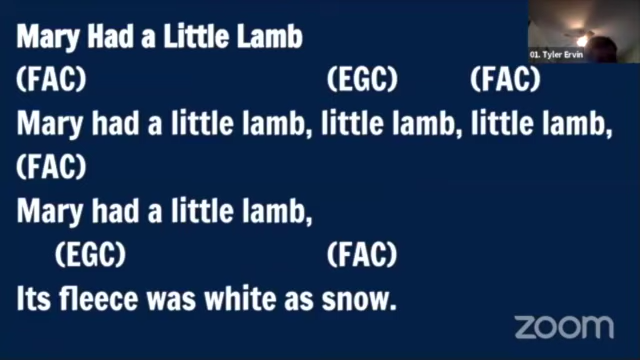 Mary Had a Little Lamb
01. Tyler Ervin
(FAC) (EGC) (FAC)
Mary had a little lamb, little lamb, little lamb,
(FAC)
Mary had a little lamb,
(EGC) (FAC)
Its fleece was white as snow.
zoom